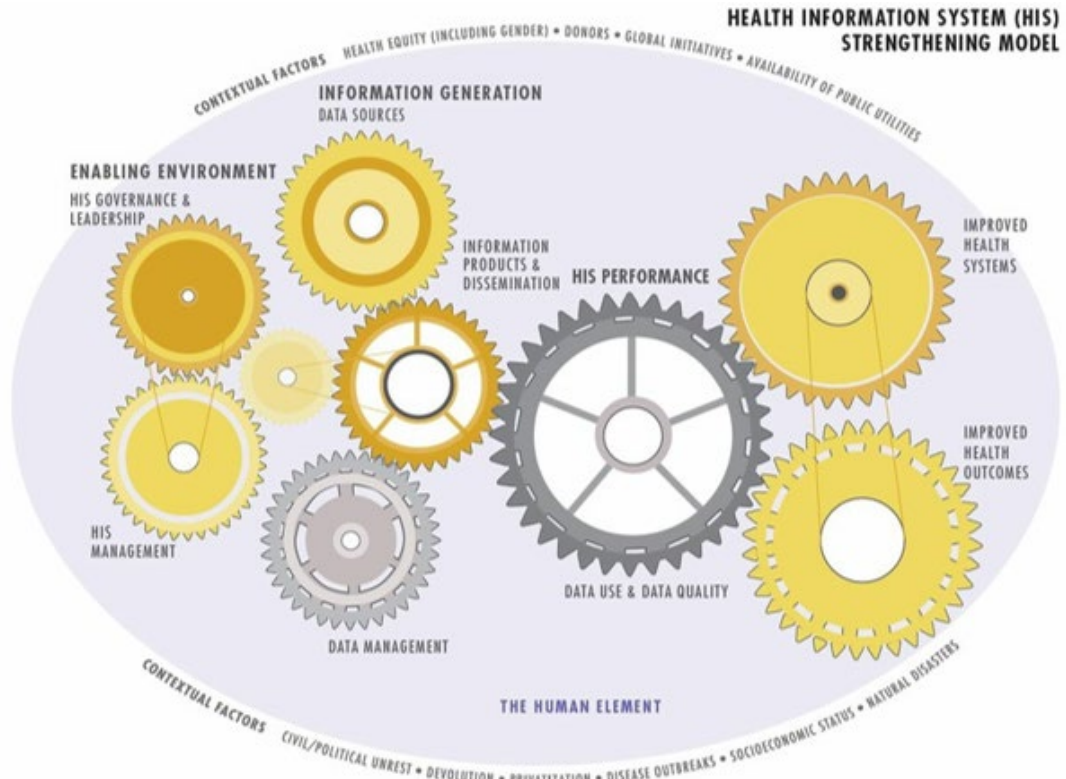 HEALTH INFORMATION SYSTEM (HIS)
STRENGTHENING MODEL
CONTEXTUAL FACTORS HEALTH EQUITY (INCLUDING GENDER) • DONORS • GLOBAL INITIATIVES • AVAILABILITY OF PUBLIC UTILITIES
INFORMATION GENERATION
DATA SOURCES
ENABLING ENVIRONMENT
HIS GOVERNANCE &
LEADERSHIP
INFORMATION
PRODUCTS &
DISSEMINATION
HIS PERFORMANCE
IMPROVED
HEALTH
SYSTEMS
IMPROVED
HEALTH
OUTCOMES
HIS
MANAGEMENT
DATA USE & DATA QUALITY
DATA MANAGEMENT
THE HUMAN ELEMENT
CONTEXTUAL FACTORS CIVIL/POLITICAL UNREST • DEVOLUTION • PRIVATIZATION • DISEASE OUTBREAKS • SOCIOECONOMIC STATUS • NATURAL DISASTERS